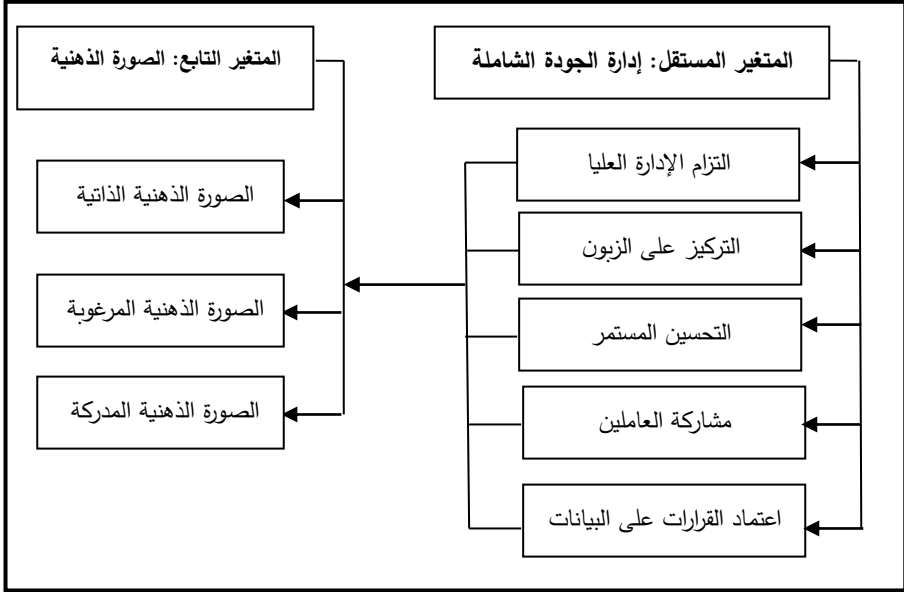 المتغير المستقل: إدارة الجودة الشاملة
التزام الإدارة العليا
التركيز على الزبون
التحسين المستمر
مشاركة العاملين
اعتماد القرارات على البيانات
المتغير التابع: الصورة الذهنية
الصورة الذهنية الذاتية
الصورة الذهنية المرغوبة
الصورة الذهنية المدركة